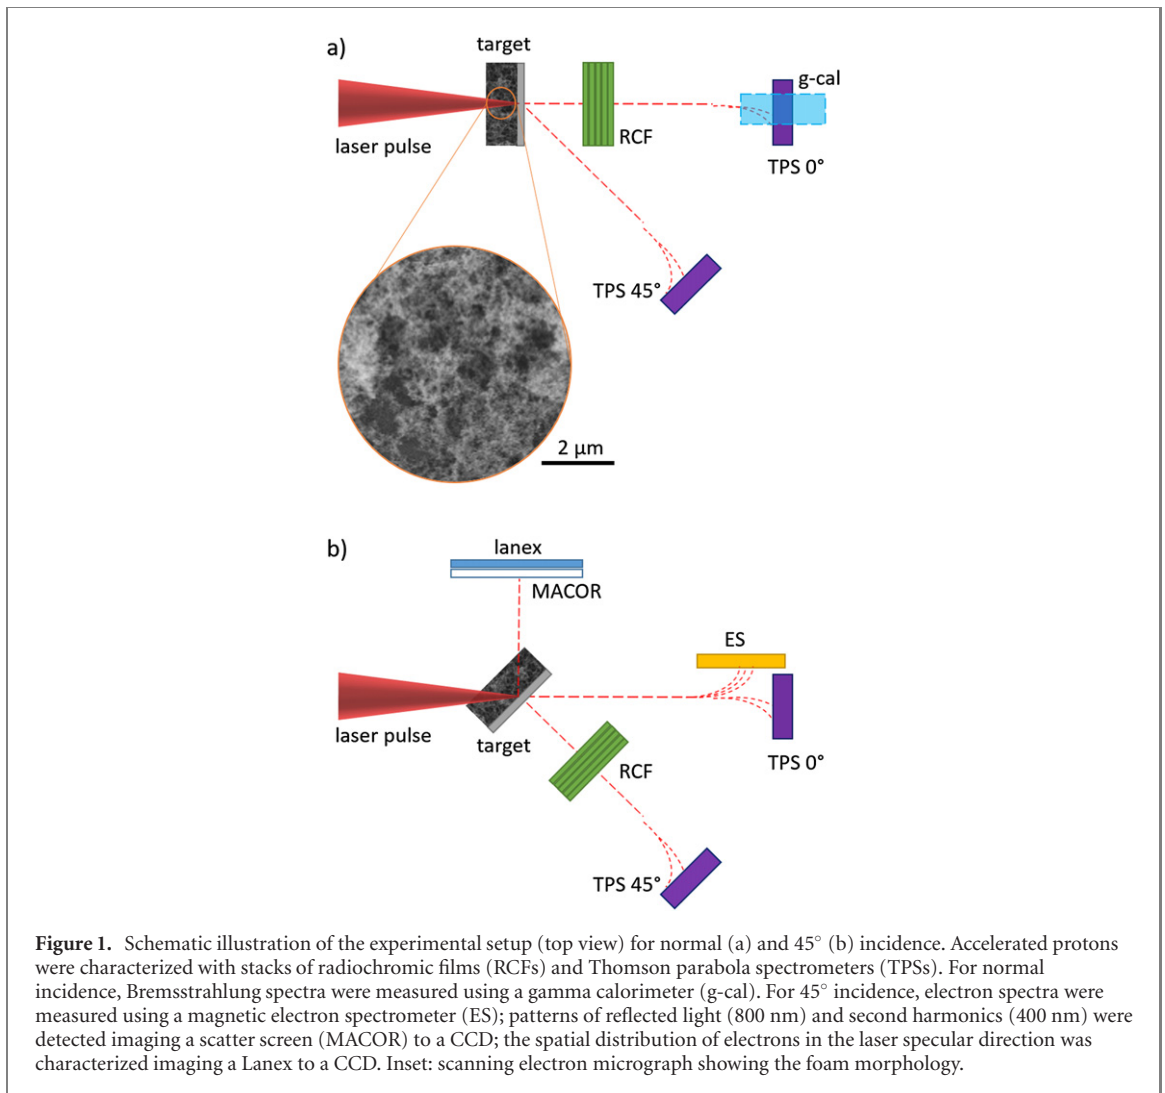 a)
target
g-cal
laser pulse
RCF
TPS 0°
TPS 45°
2 μm
b)
lanex
MACOR
ES
laser pulse
target
RCF
TPS 0°
TPS 45°
Figure 1. Schematic illustration of the experimental setup (top view) for normal (a) and 45° (b) incidence. Accelerated protons
were characterized with stacks of radiochromic films (RCFs) and Thomson parabola spectrometers (TPSs). For normal
incidence, Bremsstrahlung spectra were measured using a gamma calorimeter (g-cal). For 45° incidence, electron spectra were
measured using a magnetic electron spectrometer (ES); patterns of reflected light (800 nm) and second harmonics (400 nm) were
detected imaging a scatter screen (MACOR) to a CCD; the spatial distribution of electrons in the laser specular direction was
characterized imaging a Lanex to a CCD. Inset: scanning electron micrograph showing the foam morphology.